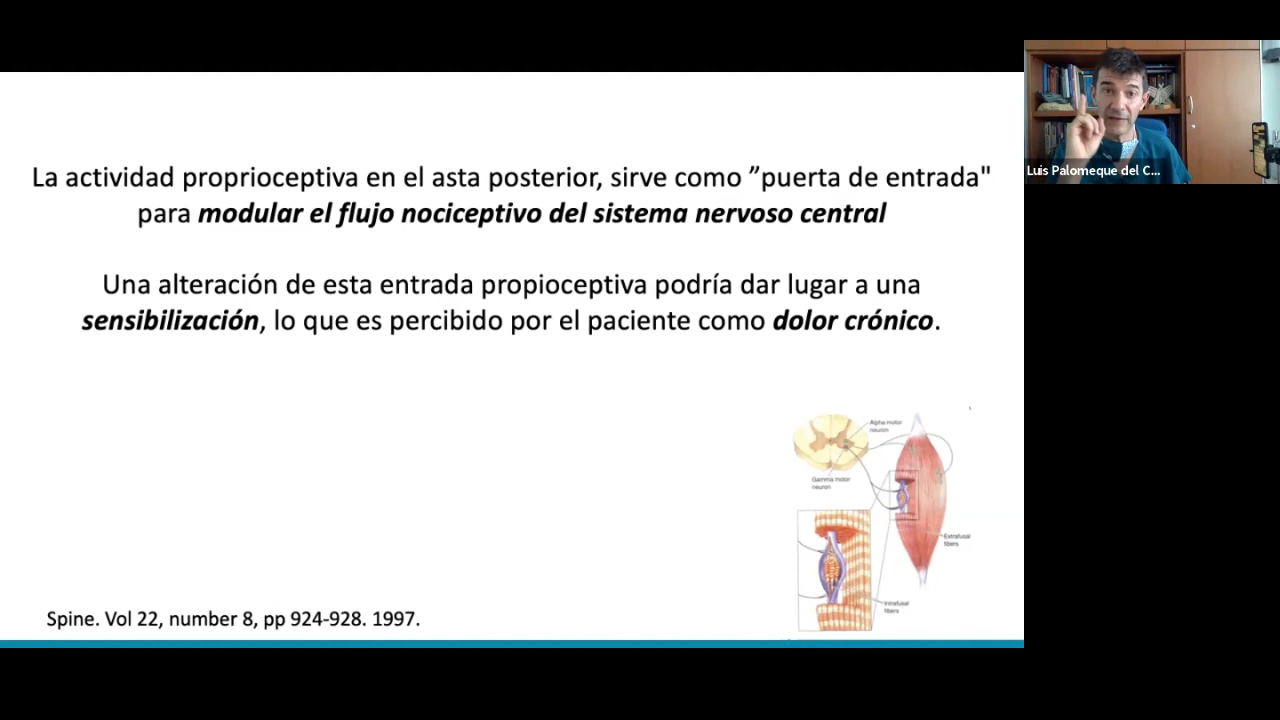 La actividad proprioceptiva en el asta posterior, sirve como ”puerta de entrada"
para modular el flujo nociceptivo del sistema nervoso central
Una alteración de esta entrada propioceptiva podría dar lugar a una
sensibilización, lo que es percibido por el paciente como dolor crónico.
Alpha motor
neuron
Gamma motor
neuron
Extrafusal
fibers
Intrafusal
fibers
Spine. Vol 22, number 8, pp 924-928. 1997.
Luis Palomeque del C...